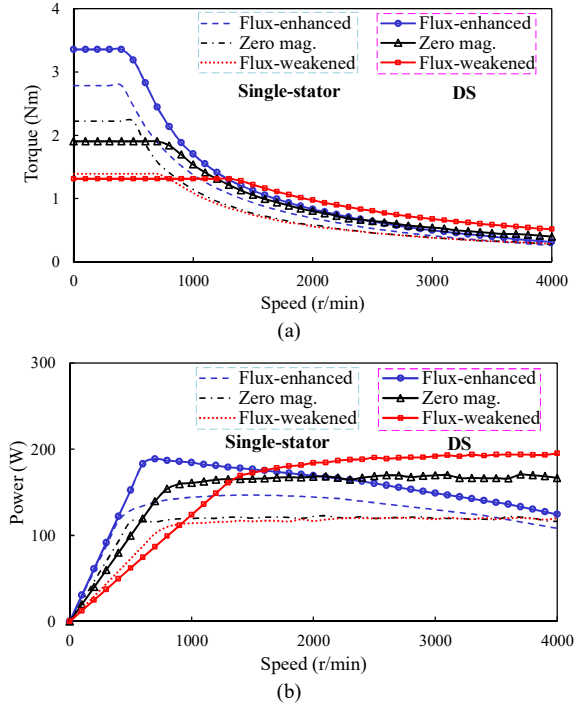 4
3
2
1
0
Torque (Nm)
Flux-enhanced
Zero mag.
Flux-weakened
Single-stator
Flux-enhanced
Zero mag.
Flux-weakened
DS
0 1000 2000 3000 4000
Speed (r/min)
(a)
300
200
100
0
Power (W)
Flux-enhanced
Zero mag.
Flux-weakened
Single-stator
Flux-enhanced
Zero mag.
Flux-weakened
DS
0 1000 2000 3000 4000
Speed (r/min)
(b)